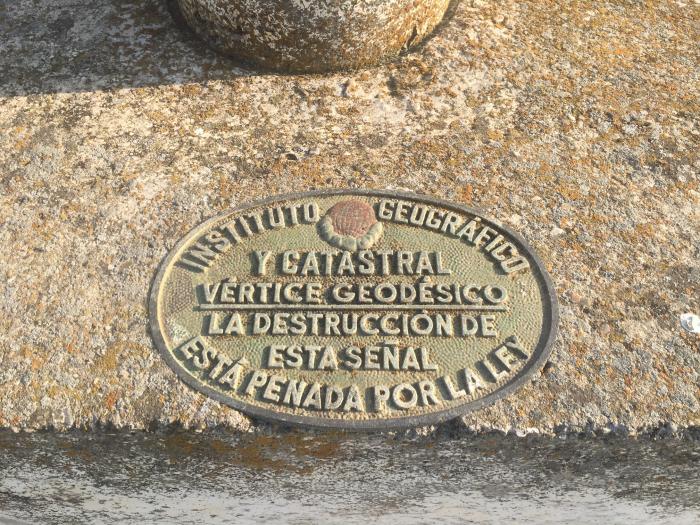 INSTITUTO GEOGRÁFICO
Y CATASTRAL
VÉRTICE GEODÉSICO
LA DESTRUCCIÓN DE
ESTA SEÑAL
ESTÁ PENADA POR LA LEY